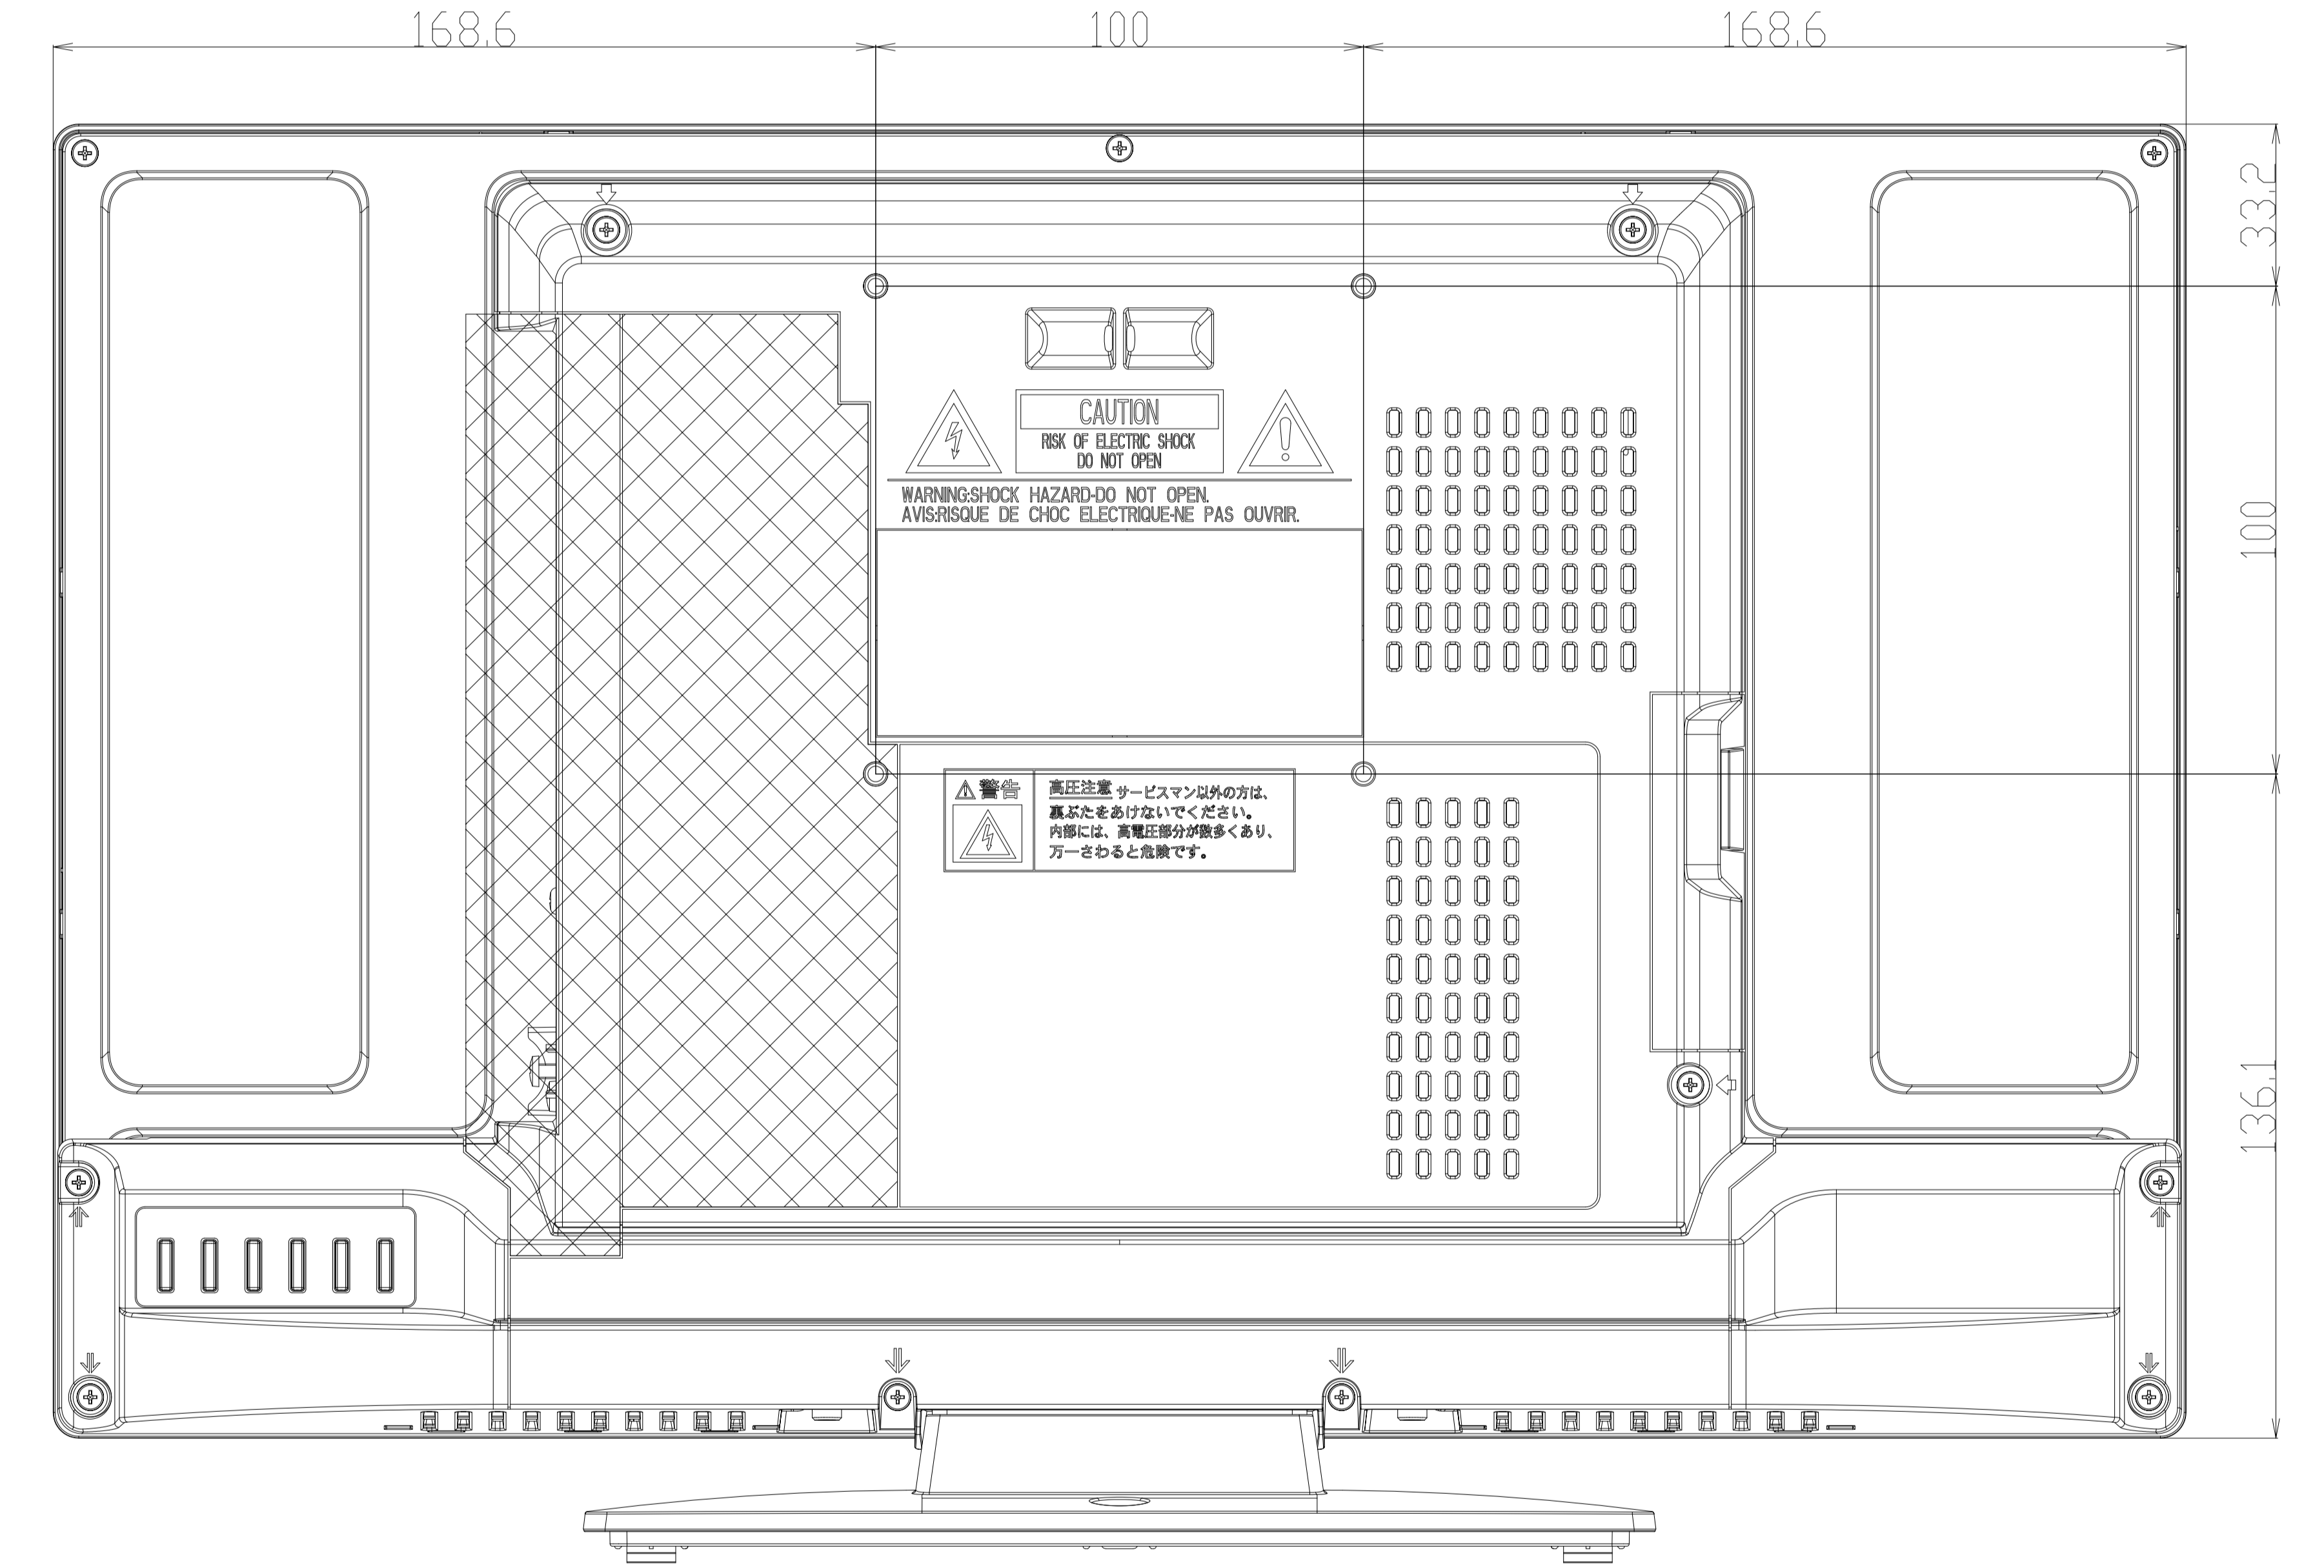 168.6
100
168.6
33.2
CAUTION
RISK OF ELECTRIC SHOCK
DO NOT OPEN
WARNING:SHOCK HAZARD-DO NOT OPEN.
AVIS:RISQUE DE CHOC ELECTRIQUE-NE PAS OUVRIR.
100
警告
高圧注意 サービスマン以外の方は、
裏ぶたをあけないでください。
内部には、高電圧部分が数多くあり、
万一さわると危険です。
136.1